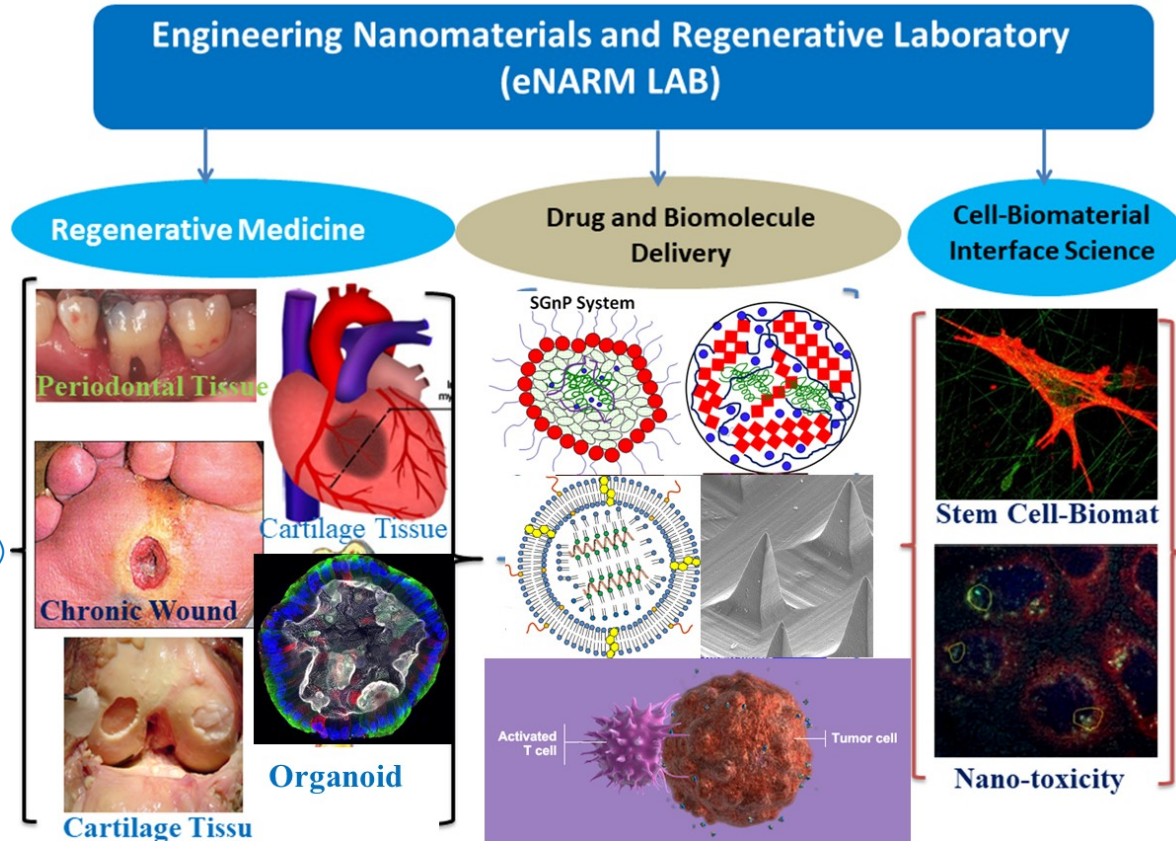 Engineering Nanomaterials and Regenerative Laboratory
(eNARM LAB)
Regenerative Medicine
Drug and Biomolecule
Delivery
Cell-Biomaterial
Interface Science
Periodontal Tissue
Cartilage Tissue
Chronic Wound
Organoid
Cartilage Tissu
SGnP System
Activated
T cell
Tumor cell
Stem Cell-Biomat
Nano-toxicity